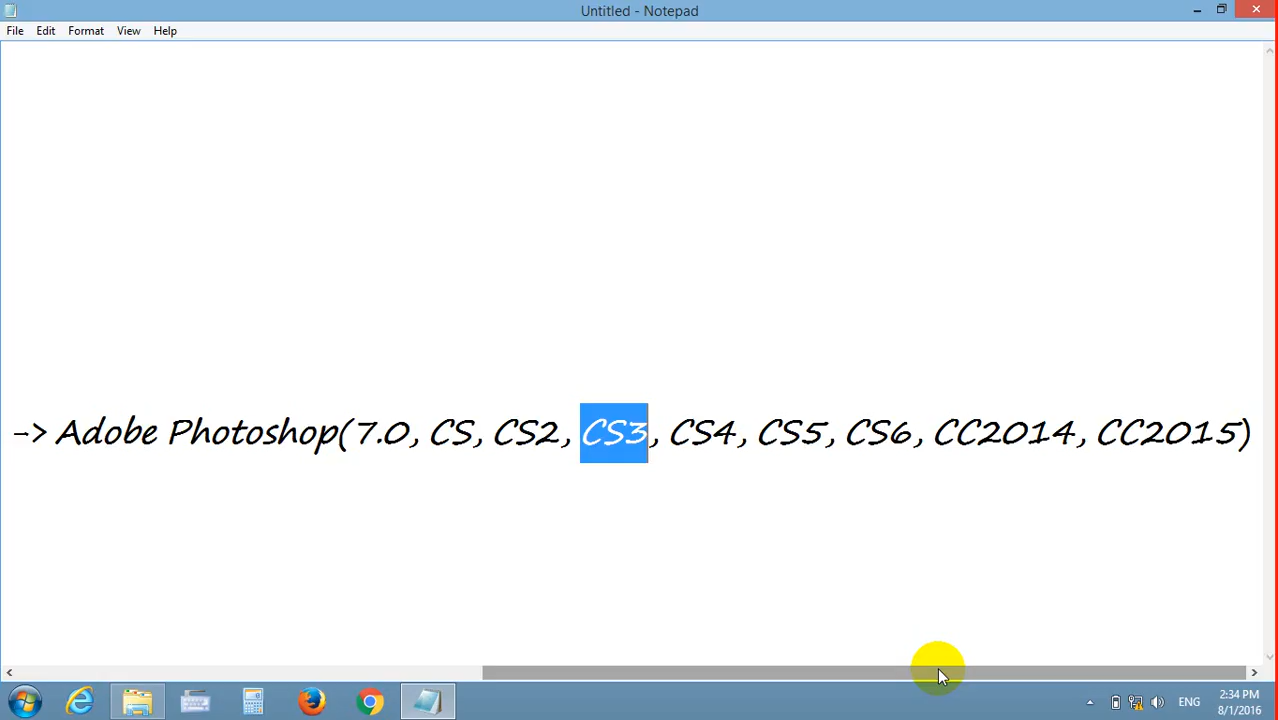 Untitled - Notepad
File Edit Format View Help
-> Adobe Photoshop(7.0, CS, CS2, CS3, CS4, CS5, CS6, CC2014, CC2015)
ENG
2:34 PM
8/1/2016